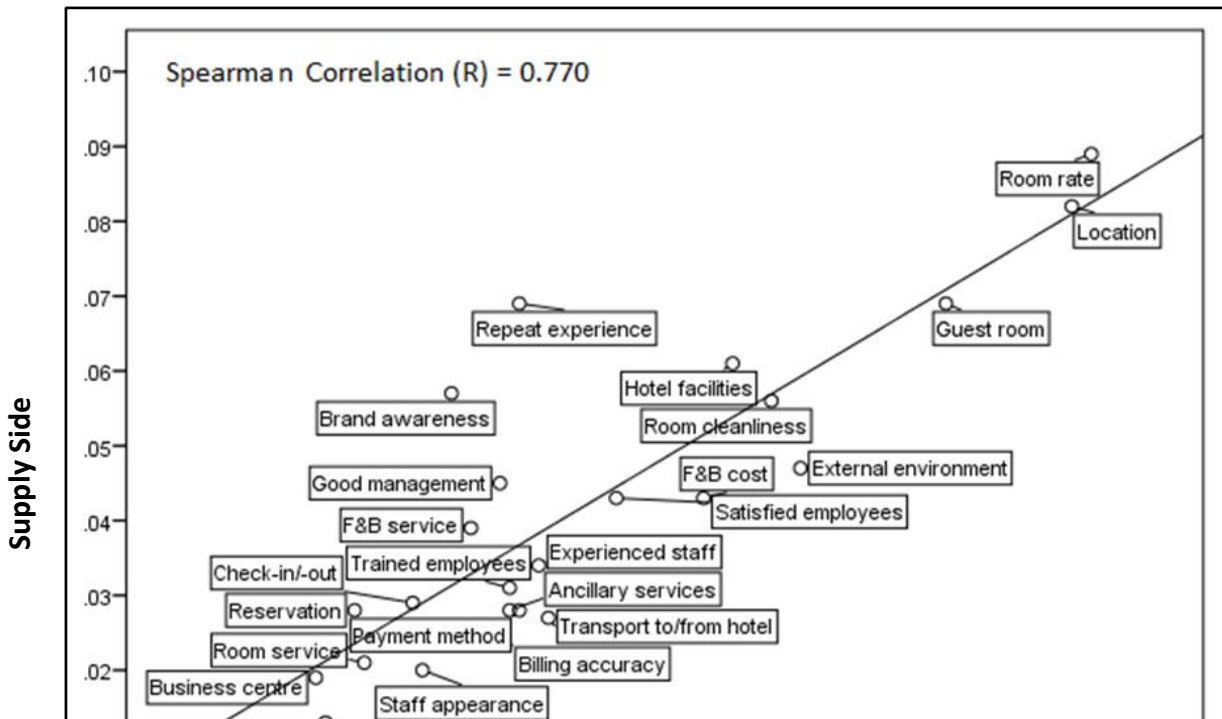 Spearman Correlation (R) = 0.770
.10
.09
Room rate
.08
Location
.07
Repeat experience
Guest room
.06
Hotel facilities
Brand awareness
Room cleanliness
.05
F&B cost
External environment
Good management
Satisfied employees
.04
F&B service
Experienced staff
Trained employees
Check-in/-out
Ancillary services
.03
Reservation
Transport to/from hotel
Payment method
Room service
Billing accuracy
.02
Business centre
Staff appearance
Supply Side